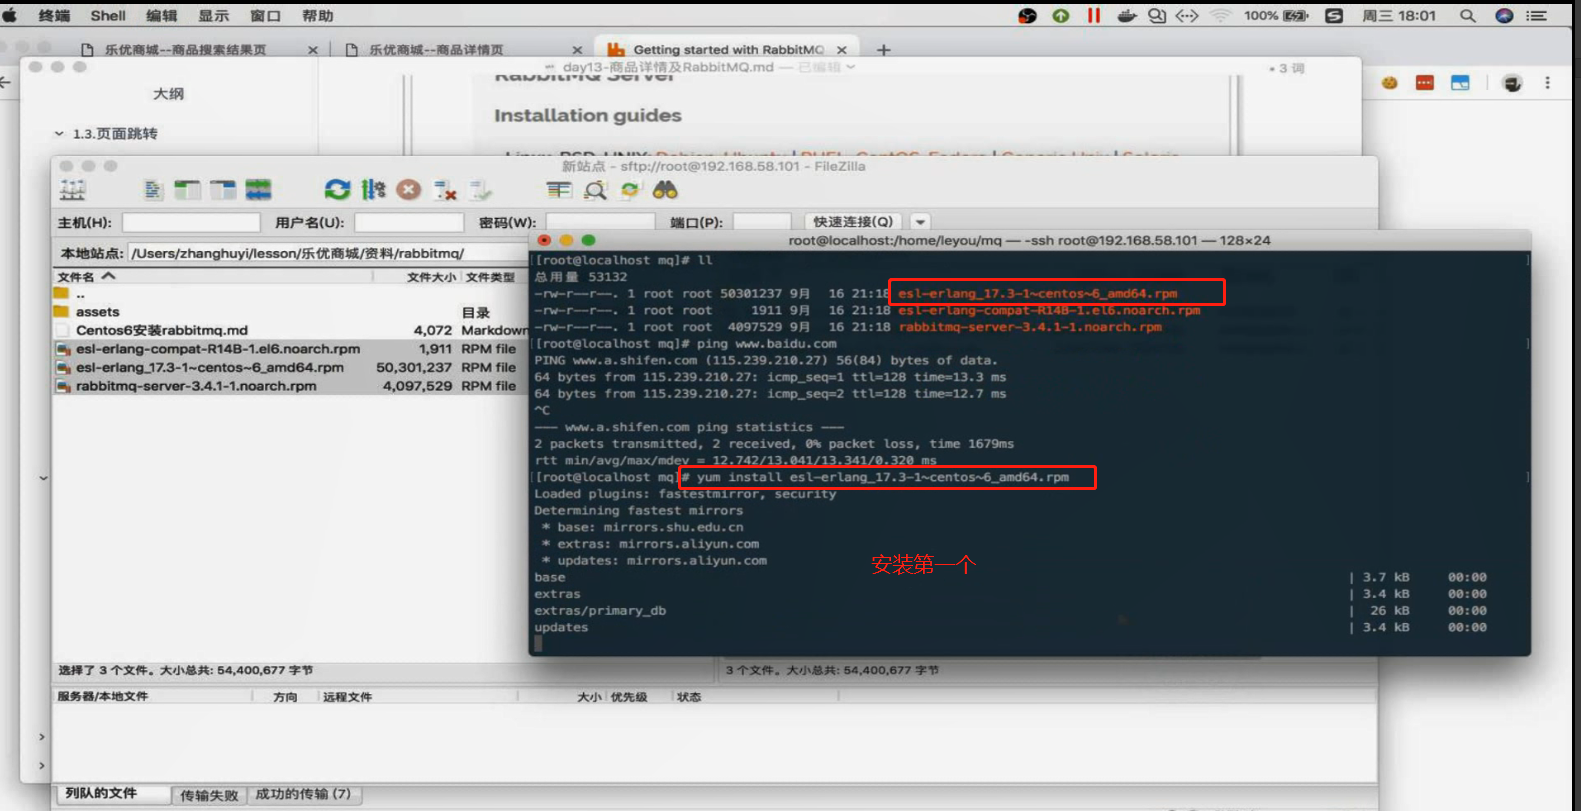 终端 Shell 编辑 显示 窗口 帮助 100% 周三 18:01
乐优商城--商品搜索结果页 × 乐优商城--商品详情页 × Getting started with RabbitMQ × +
day13-商品详情及RabbitMQ.md — 已编辑 3 词
RabbitMQ Server
大纲
Installation guides
1.3.页面跳转
新站点 - sftp://root@192.168.58.101 - FileZilla
主机(H): 用户名(U): 密码(W): 端口(P): 快速连接(Q)
本地站点: /Users/zhanghuyi/lesson/乐优商城/资料/rabbitmq/
文件名 文件大小 文件类型
..
assets 目录
Centos6安装rabbitmq.md 4,072 Markdown
esl-erlang-compat-R14B-1.el6.noarch.rpm 1,911 RPM file
esl-erlang_17.3-1~centos~6_amd64.rpm 50,301,237 RPM file
rabbitmq-server-3.4.1-1.noarch.rpm 4,097,529 RPM file
选择了 3 个文件。大小总共: 54,400,677 字节
3 个文件。大小总共: 54,400,677 字节
服务器/本地文件 方向 远程文件 大小 优先级 状态
列队的文件 传输失败 成功的传输 (7)
root@localhost:/home/leyou/mq — -ssh root@192.168.58.101 — 128×24
[[root@localhost mq]# ll ]
总用量 53132
-rw-r--r--. 1 root root 50301237 9月 16 21:18 esl-erlang_17.3-1~centos~6_amd64.rpm
-rw-r--r--. 1 root root 1911 9月 16 21:18 esl-erlang-compat-R14B-1.el6.noarch.rpm
-rw-r--r--. 1 root root 4097529 9月 16 21:18 rabbitmq-server-3.4.1-1.noarch.rpm
[[root@localhost mq]# ping www.baidu.com ]
PING www.a.shifen.com (115.239.210.27) 56(84) bytes of data.
64 bytes from 115.239.210.27: icmp_seq=1 ttl=128 time=13.3 ms
64 bytes from 115.239.210.27: icmp_seq=2 ttl=128 time=12.7 ms
^C
--- www.a.shifen.com ping statistics ---
2 packets transmitted, 2 received, 0% packet loss, time 1679ms
rtt min/avg/max/mdev = 12.742/13.041/13.341/0.320 ms
[[root@localhost mq]# yum install esl-erlang_17.3-1~centos~6_amd64.rpm ]
Loaded plugins: fastestmirror, security
Determining fastest mirrors
* base: mirrors.shu.edu.cn
* extras: mirrors.aliyun.com
* updates: mirrors.aliyun.com
安装第一个
base | 3.7 kB 00:00
extras | 3.4 kB 00:00
extras/primary_db | 26 kB 00:00
updates | 3.4 kB 00:00